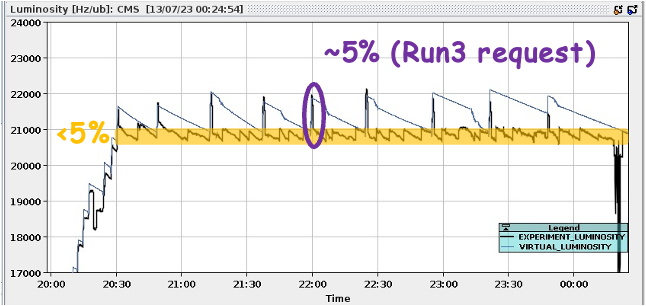 Luminosity [Hz/ub]: CMS [13/07/23 00:24:54]
24000
~5% (Run3 request)
23000
22000
21000
<5%
20000
19000
18000
Legend
EXPERIMENT_LUMINOSITY
VIRTUAL_LUMINOSITY
17000
20:00 20:30 21:00 21:30 22:00 22:30 23:00 23:30 00:00
Time